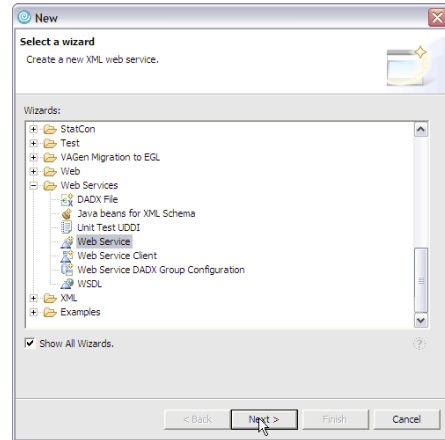 New
Select a wizard
Create a new XML web service.
Wizards:
StatCon
Test
VAGen Migration to EGL
Web
Web Services
DADX File
Java beans for XML Schema
Unit Test UDDI
Web Service
Web Service Client
Web Service DADX Group Configuration
WSDL
XML
Examples
Show All Wizards.
< Back Next > Finish Cancel